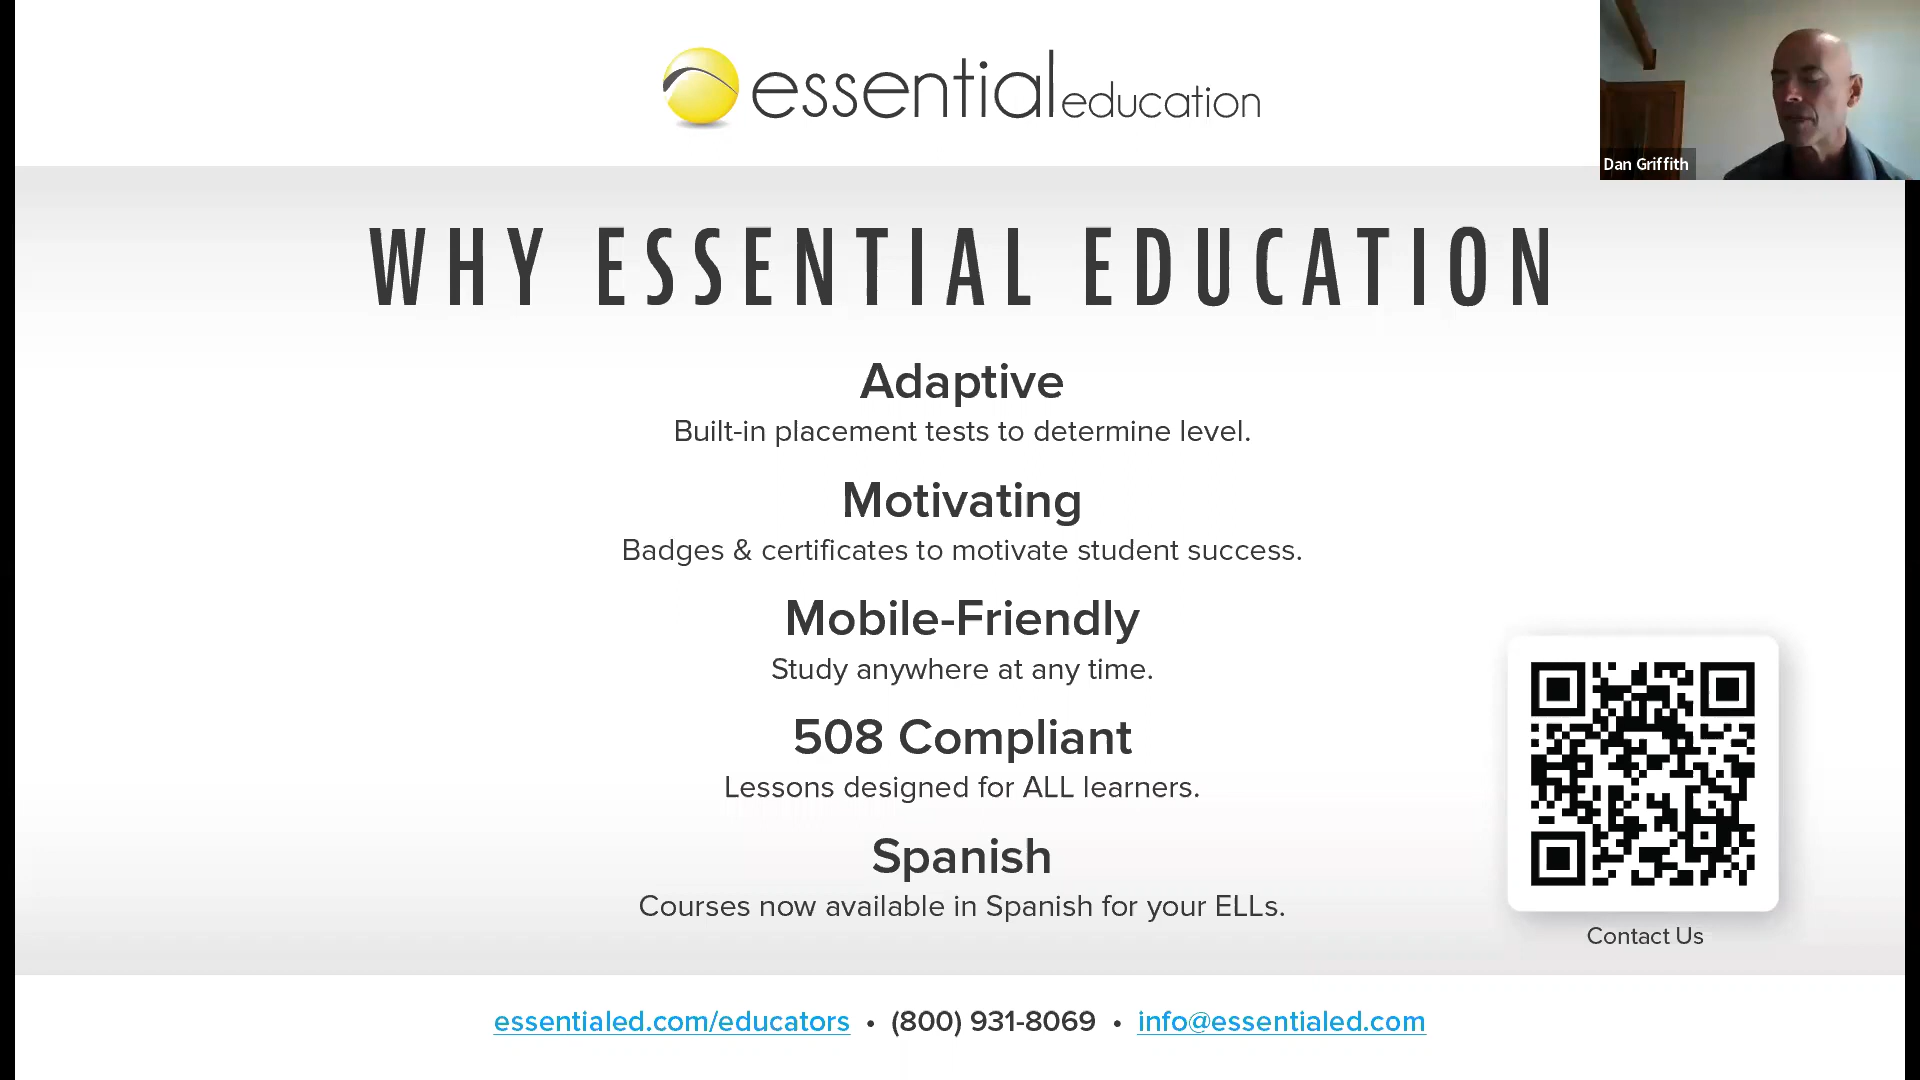 essential education
Dan Griffith
WHY ESSENTIAL EDUCATION
Adaptive
Built-in placement tests to determine level.
Motivating
Badges & certificates to motivate student success.
Mobile-Friendly
Study anywhere at any time.
508 Compliant
Lessons designed for ALL learners.
Spanish
Courses now available in Spanish for your ELLs.
Contact Us
essentialed.com/educators • (800) 931-8069 • info@essentialed.com